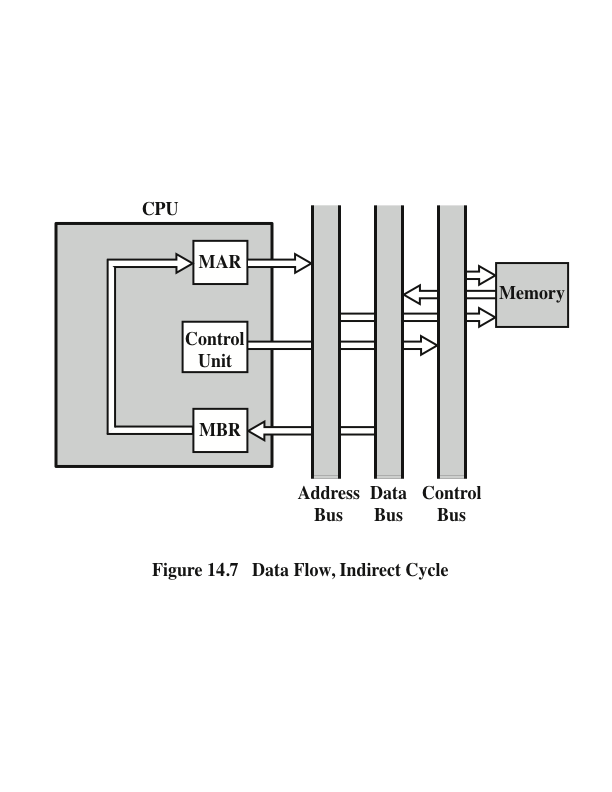 CPU
MAR
Memory
Control
Unit
MBR
Address Data Control
Bus Bus Bus
Figure 14.7 Data Flow, Indirect Cycle